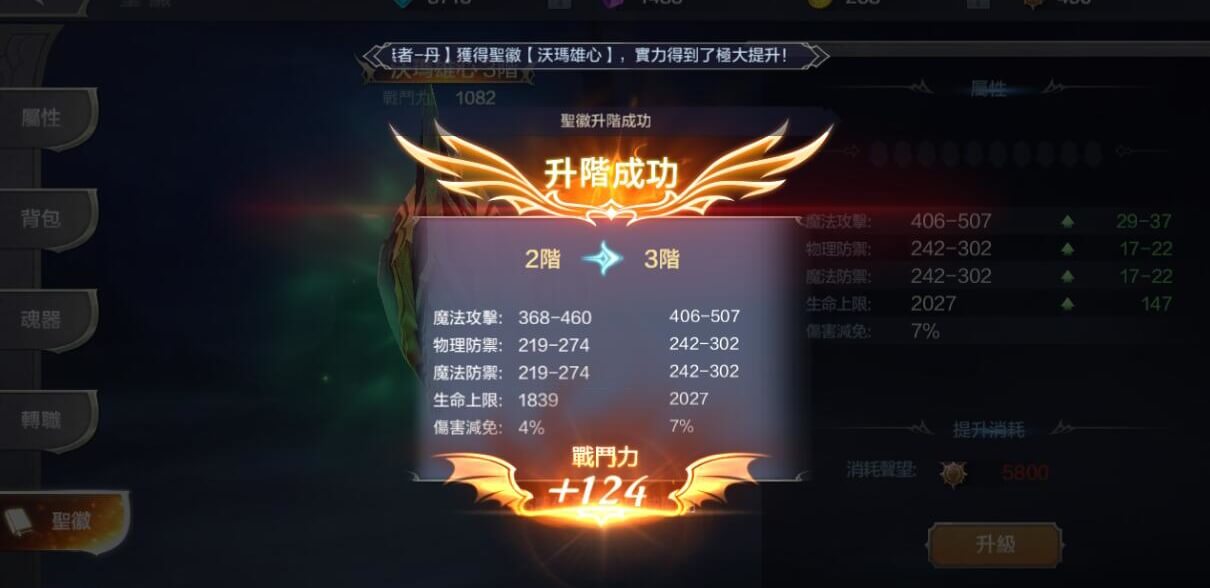 者-丹】獲得聖徽【沃瑪雄心】，實力得到了極大提升!
沃瑪雄心 3階
戰鬥力 1082
屬性
聖徽升階成功
升階成功
屬性
背包
魂器
轉職
聖徽
2階 3階
魔法攻擊: 368-460 406-507
物理防禦: 219-274 242-302
魔法防禦: 219-274 242-302
生命上限: 1839 2027
傷害減免: 4% 7%
戰鬥力
+124
魔法攻擊: 406-507 29-37
物理防禦: 242-302 17-22
魔法防禦: 242-302 17-22
生命上限: 2027 147
傷害減免: 7%
提升消耗
消耗聲望: 5800
升級